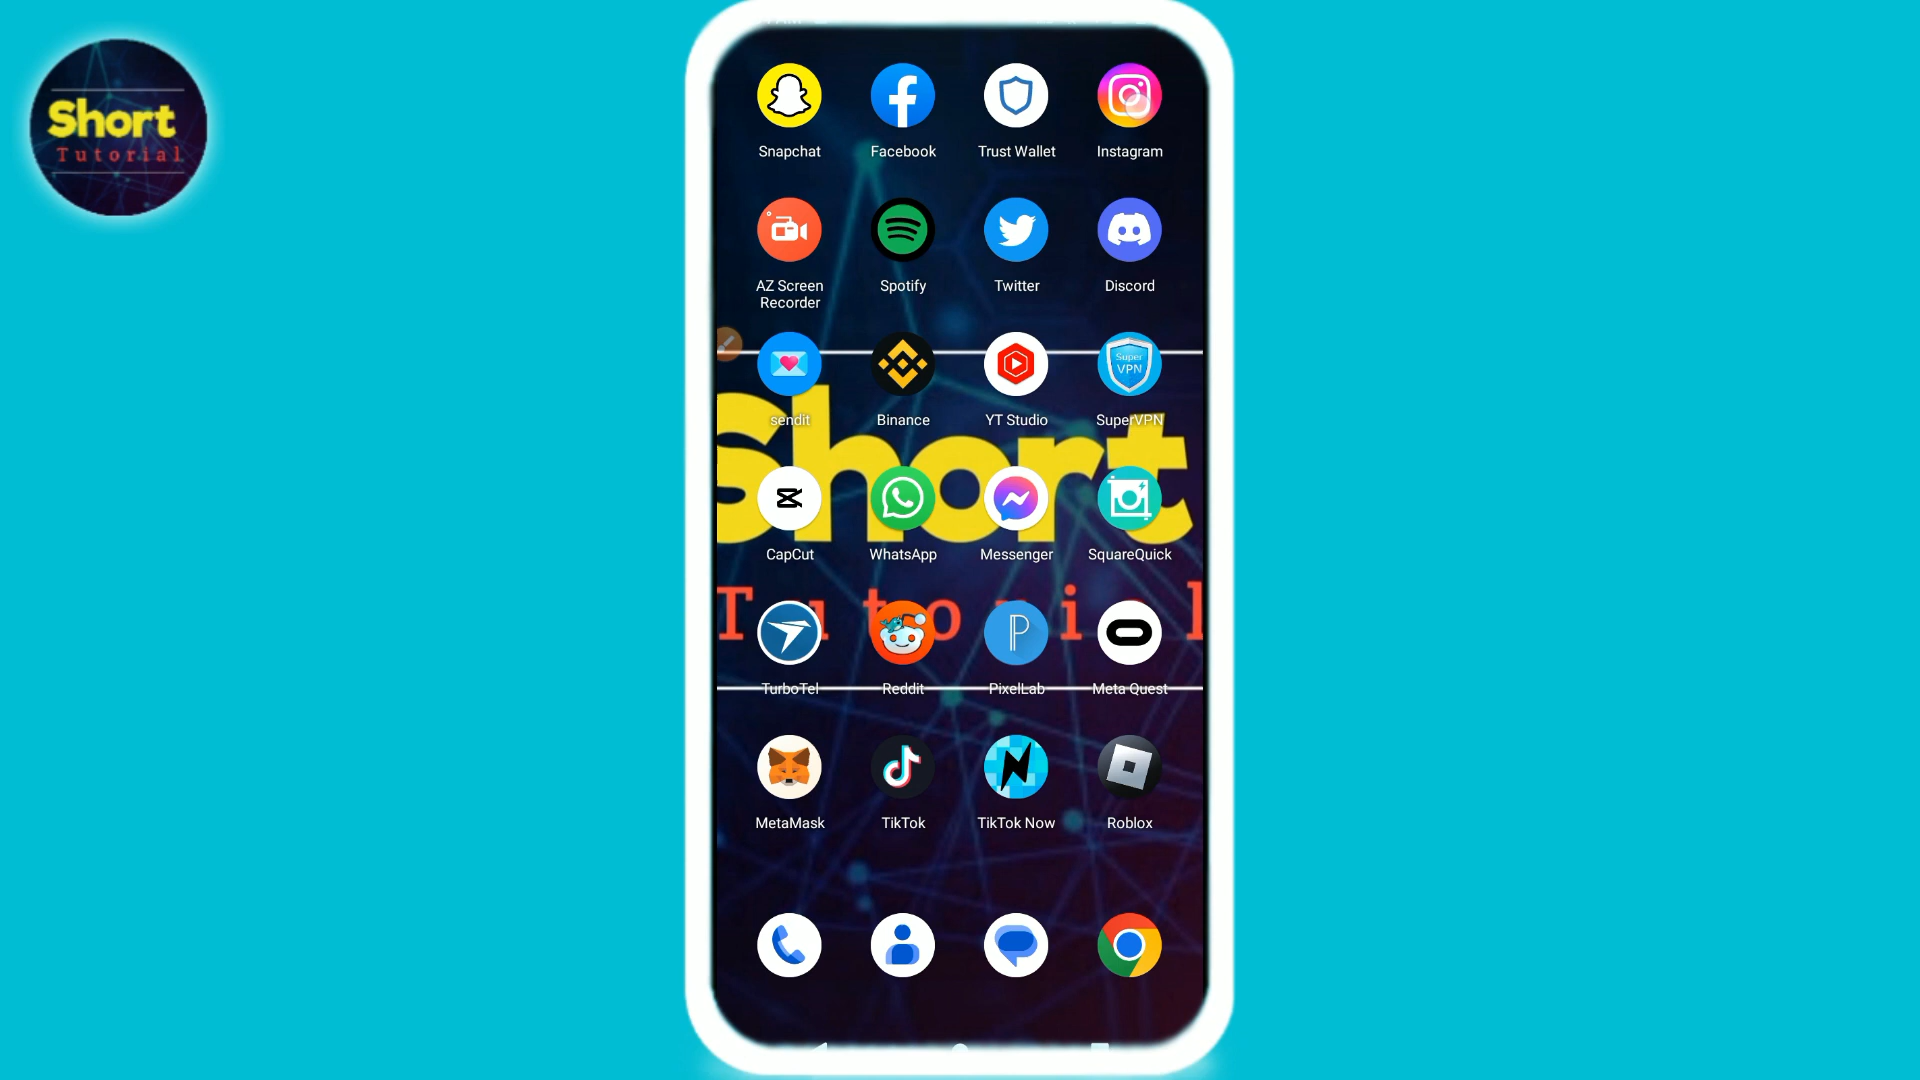 Short
Tutorial
Snapchat
Facebook
Trust Wallet
Instagram
AZ Screen
Recorder
Spotify
Twitter
Discord
Super
VPN
sendit
Binance
YT Studio
SuperVPN
Short
CapCut
WhatsApp
Messenger
SquareQuick
Tutorial
TurboTel
Reddit
PixelLab
Meta Quest
MetaMask
TikTok
TikTok Now
Roblox